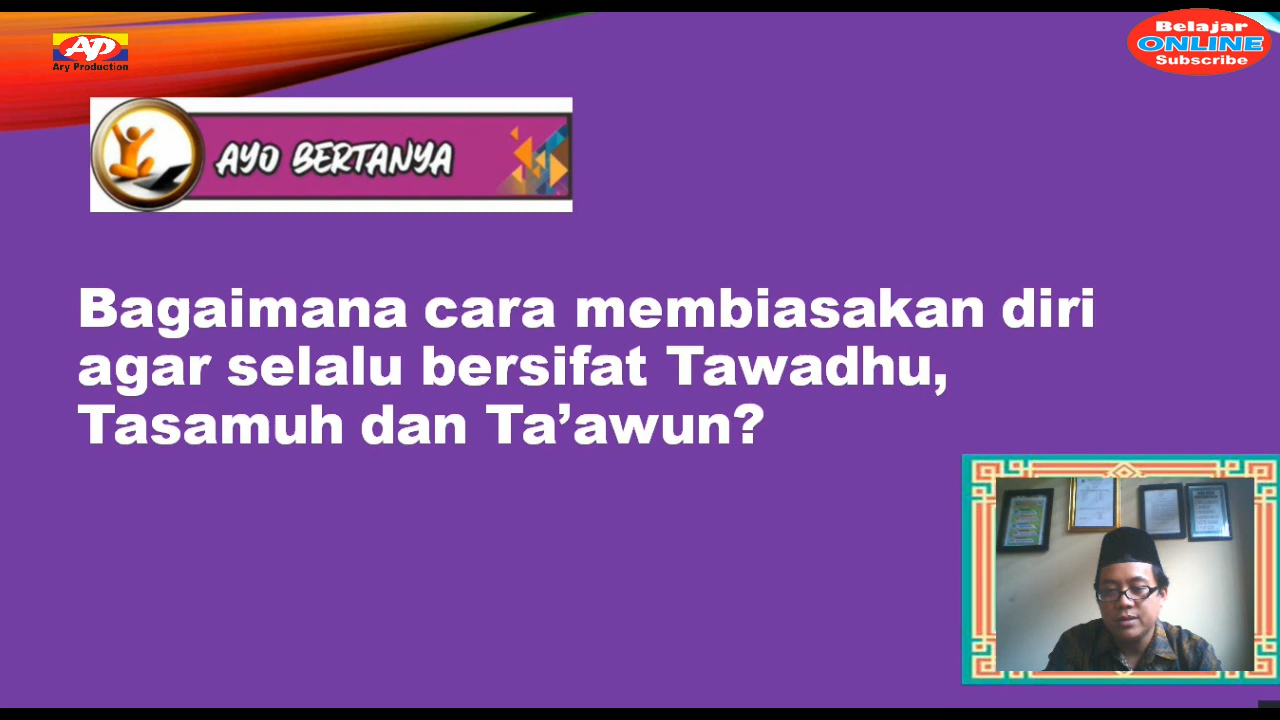 AP
Ary Production
Belajar
ONLINE
Subscribe
AYO BERTANYA
Bagaimana cara membiasakan diri
agar selalu bersifat Tawadhu,
Tasamuh dan Ta’awun?